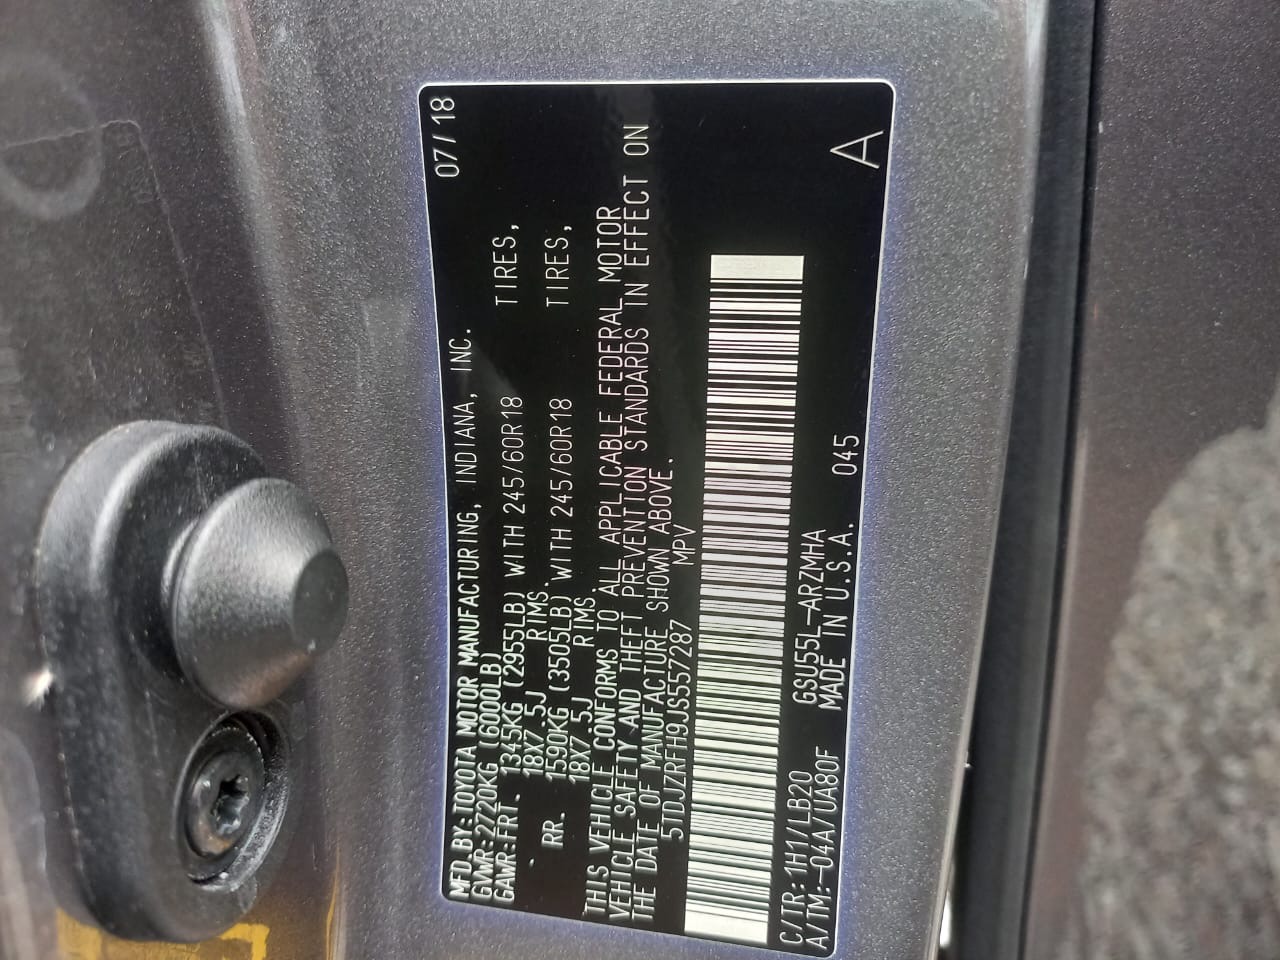 MFD.BY:TOYOTA MOTOR MANUFACTURING, INDIANA, INC. 07/18
GVWR:2720KG (6000LB)
GAWR:FRT. 1345KG (2955LB) WITH 245/60R18 TIRES,
18X7.5J RIMS.
RR. 1590KG (3505LB) WITH 245/60R18 TIRES,
18X7.5J RIMS.
THIS VEHICLE CONFORMS TO ALL APPLICABLE FEDERAL MOTOR
VEHICLE SAFETY AND THEFT PREVENTION STANDARDS IN EFFECT ON
THE DATE OF MANUFACTURE SHOWN ABOVE.
5TDJZRFH9JS557287 MPV
C/TR:1H1/LB20 GSU55L-ARZMHA
A/TM:-04A/UA80F MADE IN U.S.A. 045 A